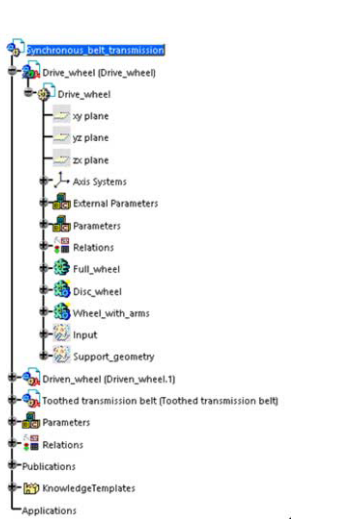 Synchronous_belt_transmission
Drive_wheel (Drive_wheel)
Drive_wheel
xy plane
yz plane
zx plane
Axis Systems
External Parameters
Parameters
Relations
Full_wheel
Disc_wheel
Wheel_with_arms
Input
Support_geometry
Driven_wheel (Driven_wheel.1)
Toothed transmission belt (Toothed transmission belt)
Parameters
Relations
Publications
KnowledgeTemplates
Applications